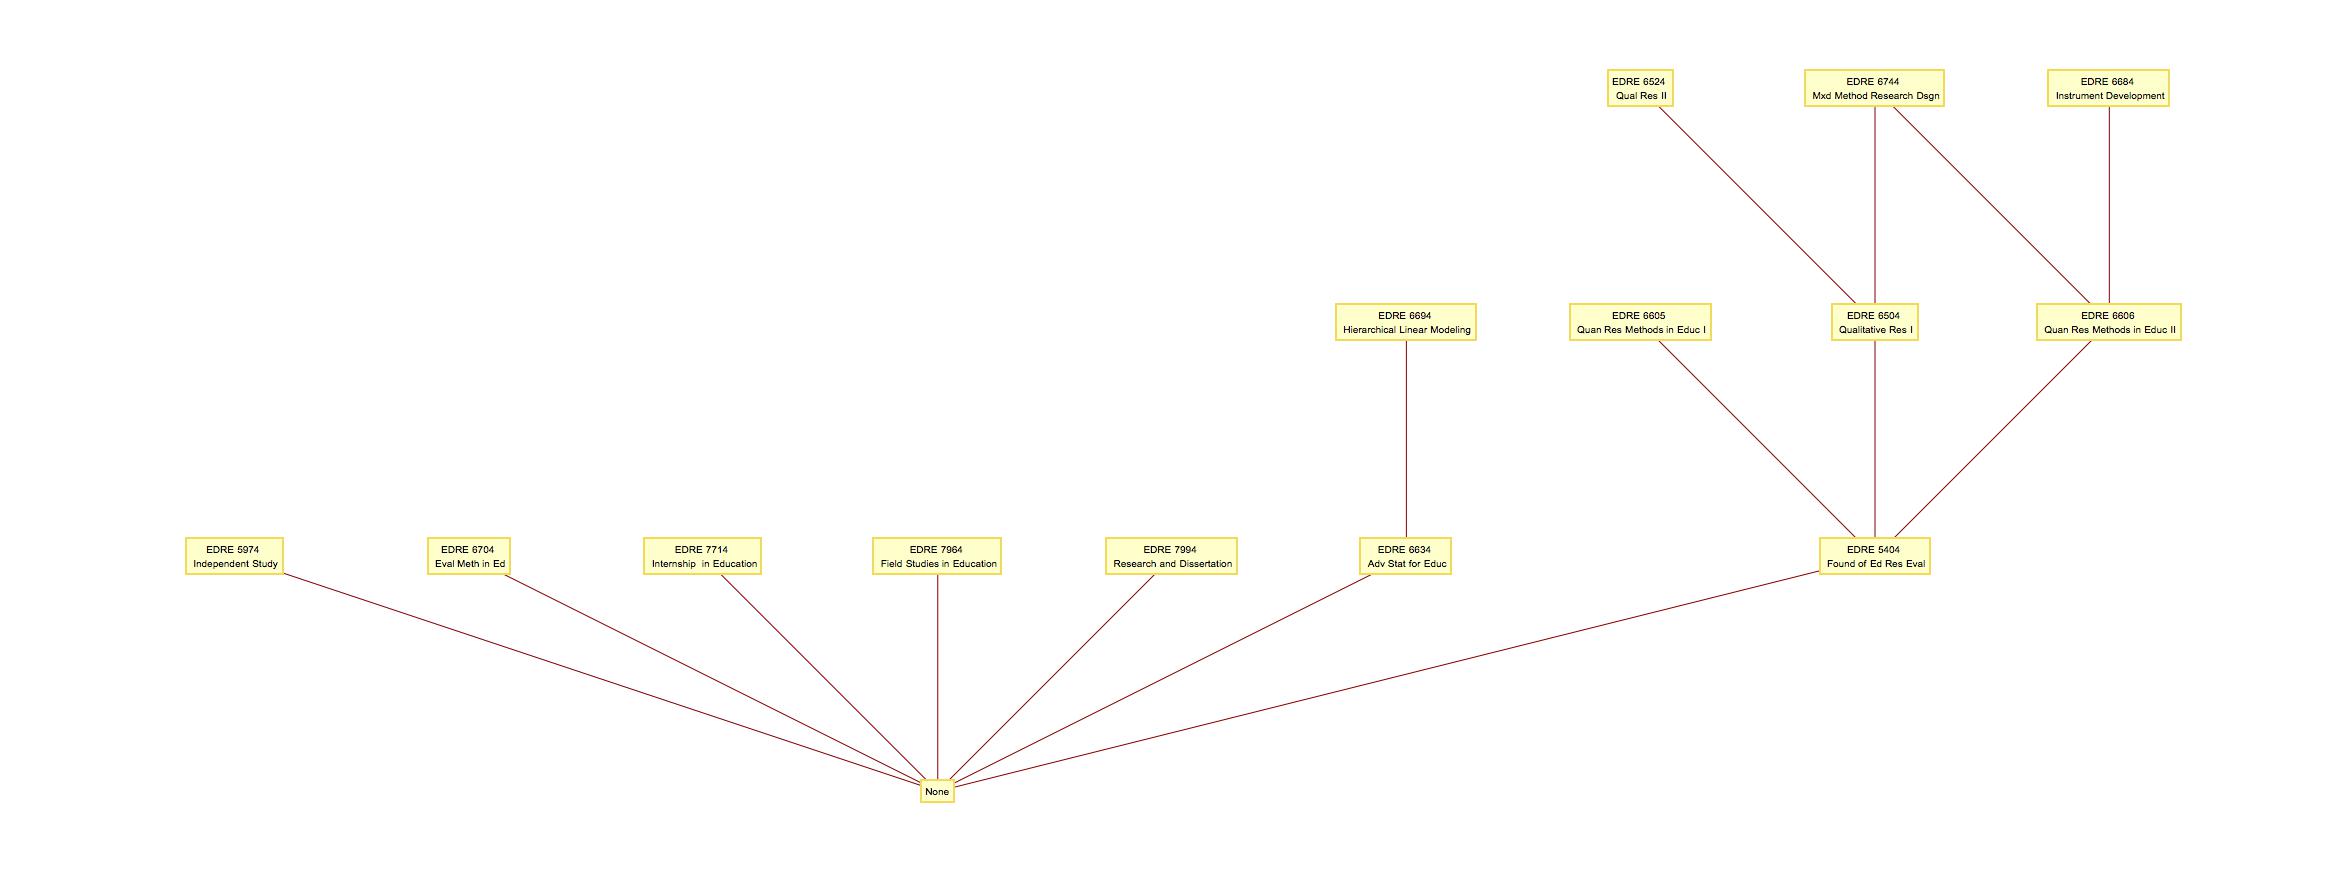 EDRE 6524
Qual Res II
EDRE 6744
Mxd Method Research Dsgn
EDRE 6684
Instrument Development
EDRE 6694
Hierarchical Linear Modeling
EDRE 6605
Quan Res Methods in Educ I
EDRE 6504
Qualitative Res I
EDRE 6606
Quan Res Methods in Educ II
EDRE 5974
Independent Study
EDRE 6704
Eval Meth in Ed
EDRE 7714
Internship  in Education
EDRE 7964
Field Studies in Education
EDRE 7994
Research and Dissertation
EDRE 6634
Adv Stat for Educ
EDRE 5404
Found of Ed Res Eval
None